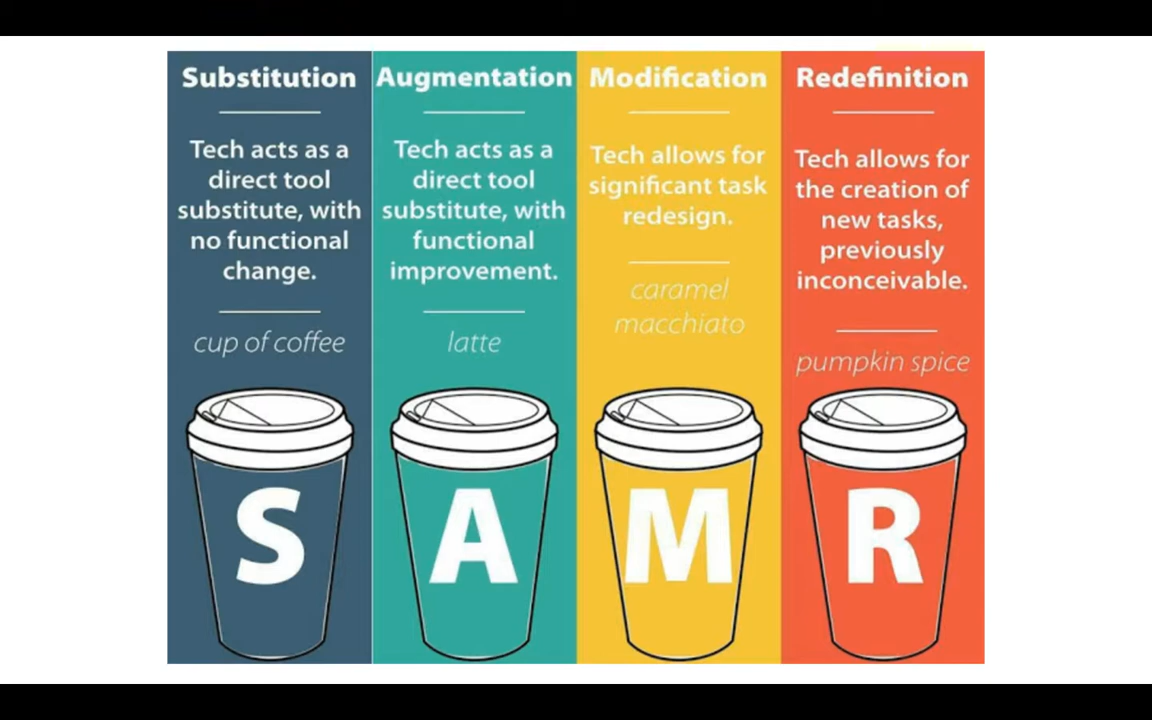 Substitution
Tech acts as a
direct tool
substitute, with
no functional
change.
cup of coffee
S
Augmentation
Tech acts as a
direct tool
substitute, with
functional
improvement.
latte
A
Modification
Tech allows for
significant task
redesign.
caramel
macchiato
M
Redefinition
Tech allows for
the creation of
new tasks,
previously
inconceivable.
pumpkin spice
R